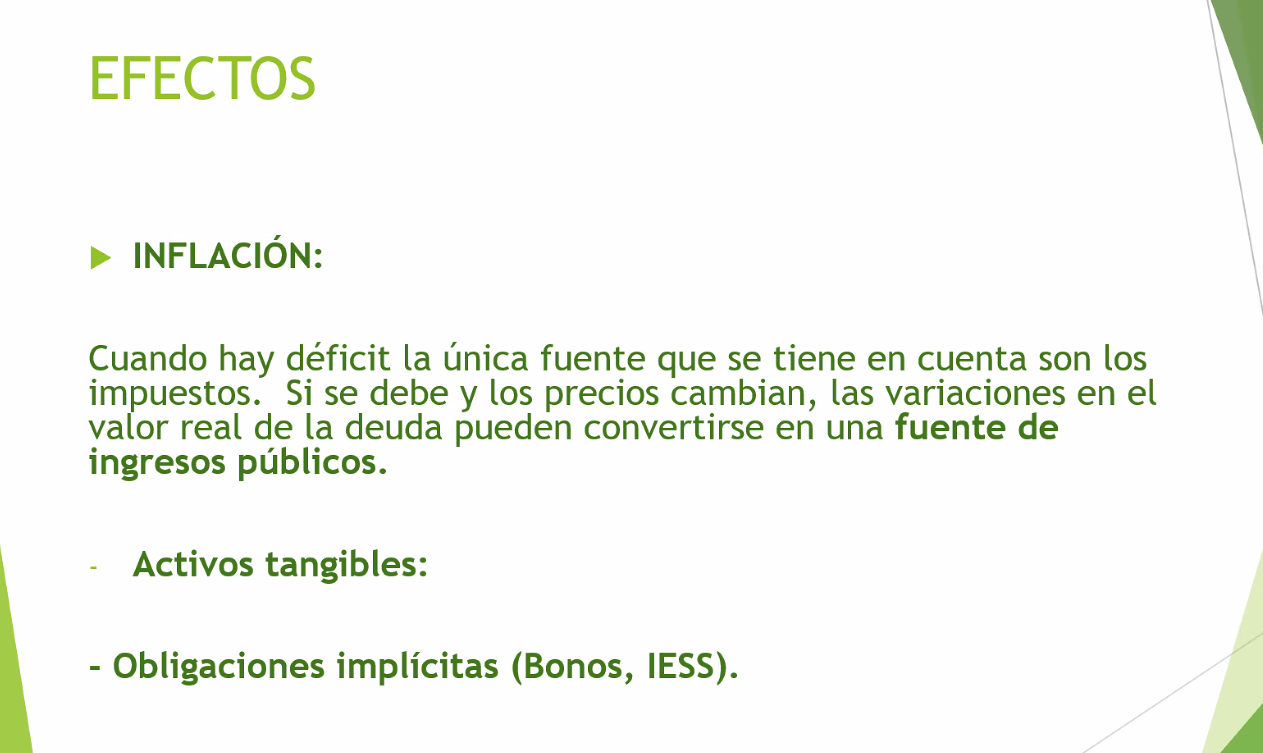 EFECTOS
INFLACIÓN:
Cuando hay déficit la única fuente que se tiene en cuenta son los
impuestos.  Si se debe y los precios cambian, las variaciones en el
valor real de la deuda pueden convertirse en una fuente de
ingresos públicos.
- Activos tangibles:
- Obligaciones implícitas (Bonos, IESS).